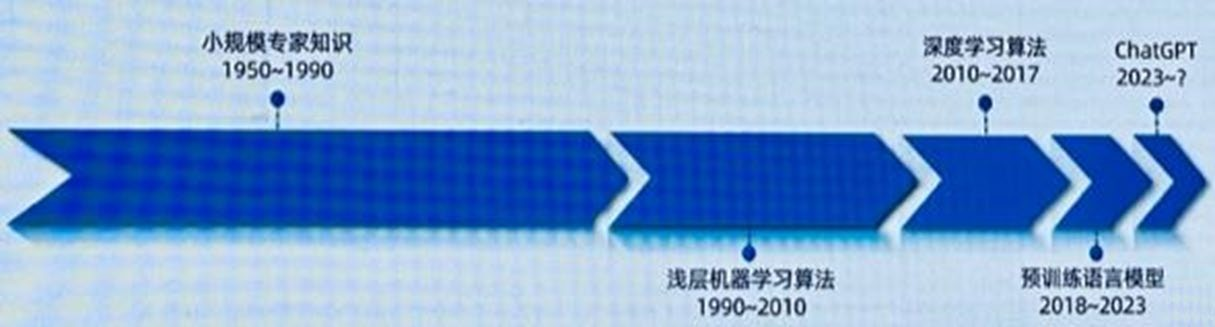 小规模专家知识
1950~1990
浅层机器学习算法
1990~2010
深度学习算法
2010~2017
预训练语言模型
2018~2023
ChatGPT
2023~?